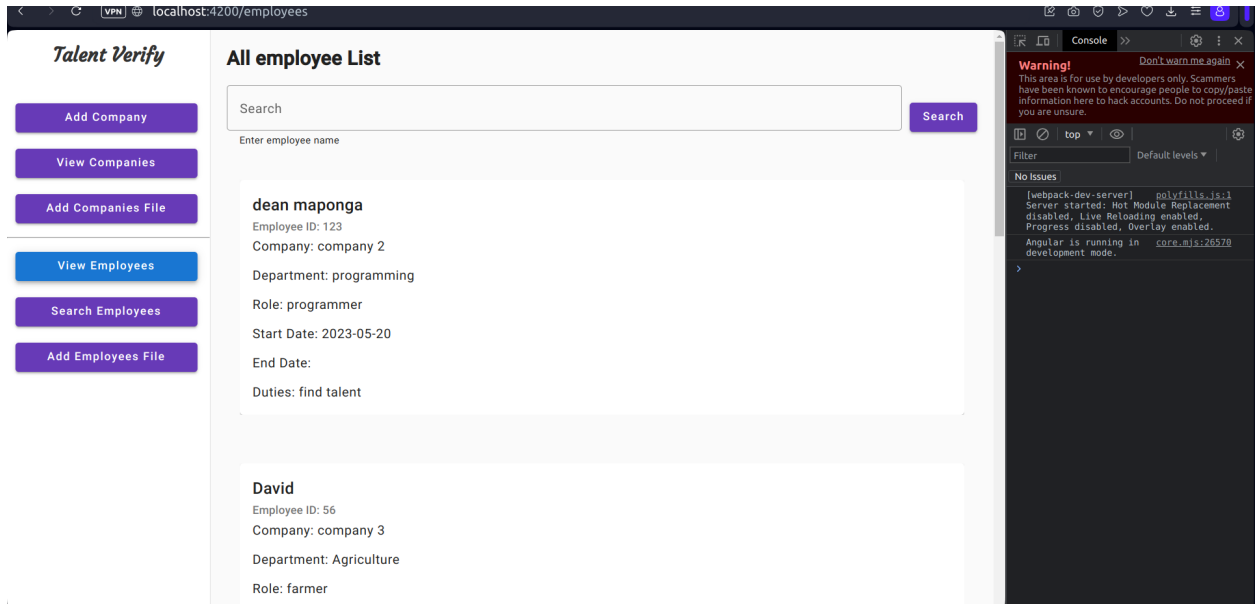 VPN localhost:4200/employees
Talent Verify
Add Company
View Companies
Add Companies File
View Employees
Search Employees
Add Employees File
All employee List
Search
Search
Enter employee name
dean maponga
Employee ID: 123
Company: company 2
Department: programming
Role: programmer
Start Date: 2023-05-20
End Date:
Duties: find talent
David
Employee ID: 56
Company: company 3
Department: Agriculture
Role: farmer
Console
Warning! Don't warn me again
This area is for use by developers only. Scammers
have been known to encourage people to copy/paste
information here to hack accounts. Do not proceed if
you are unsure.
top
Filter Default levels
No Issues
[webpack-dev-server] polyfills.js:1
Server started: Hot Module Replacement
disabled, Live Reloading enabled,
Progress disabled, Overlay enabled.
Angular is running in core.mjs:26570
development mode.